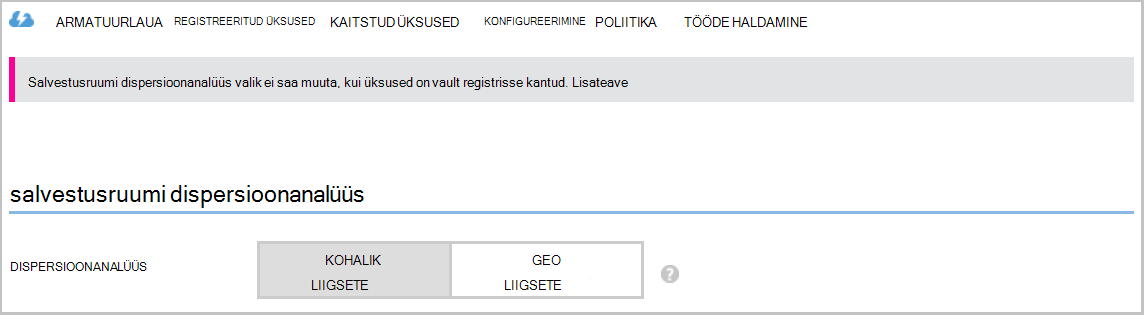 ARMATUURLAUA REGISTREERITUD ÜKSUSED KAITSTUD ÜKSUSED KONFIGUREERIMINE POLIITIKA TÖÖDE HALDAMINE
Salvestusruumi dispersioonanalüüs valik ei saa muuta, kui üksused on vault registrisse kantud. Lisateave
salvestusruumi dispersioonanalüüs
DISPERSIOONANALÜÜS
KOHALIK
LIIGSETE
GEO
LIIGSETE
?